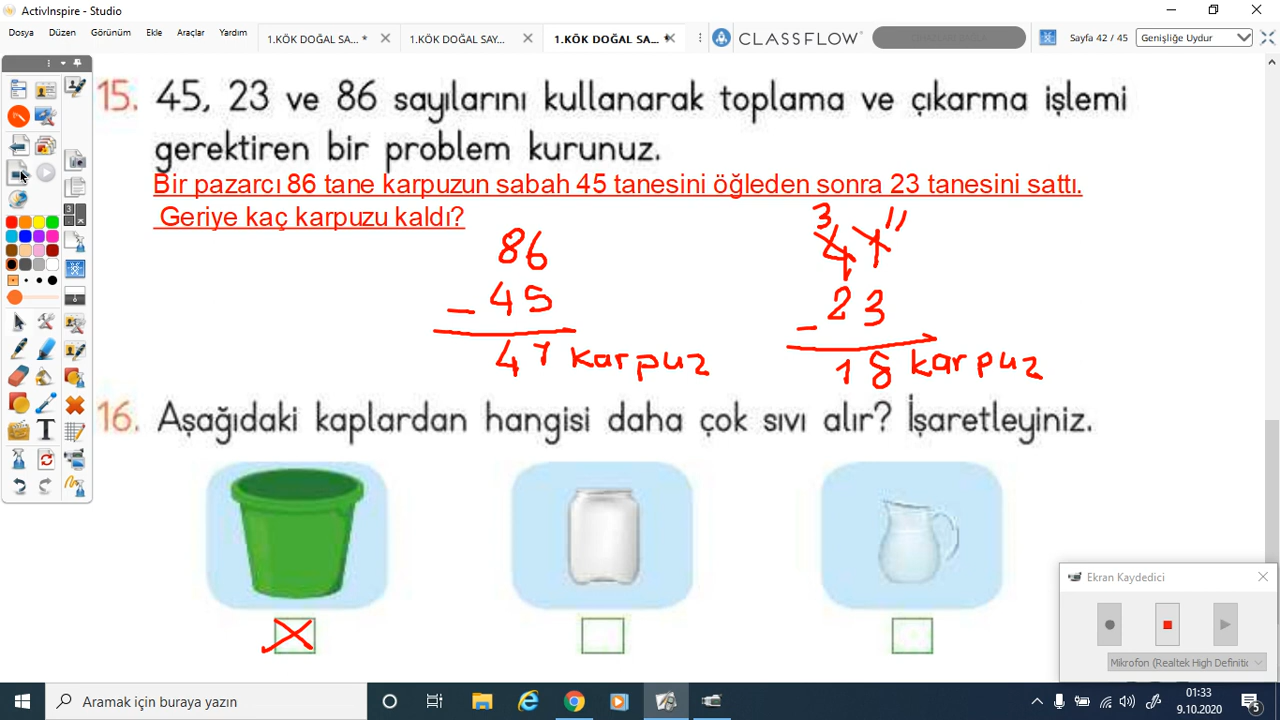 ActivInspire - Studio
Dosya Düzen Görünüm Ekle Araçlar Yardım
1.KÖK DOĞAL SA... *
1.KÖK DOĞAL SAY...
1.KÖK DOĞAL SA... *
CLASSFLOW
Sayfa 42 / 45
Genişliğe Uydur
15. 45, 23 ve 86 sayılarını kullanarak toplama ve çıkarma işlemi
gerektiren bir problem kurunuz.
Bir pazarcı 86 tane karpuzun sabah 45 tanesini öğleden sonra 23 tanesini sattı.
Geriye kaç karpuzu kaldı?
3 11
86 41
- 45 - 23
41 karpuz 18 karpuz
16. Aşağıdaki kaplardan hangisi daha çok sıvı alır? İşaretleyiniz.
Ekran Kaydedici
Mikrofon (Realtek High Definitic
Aramak için buraya yazın
01:33
9.10.2020
5